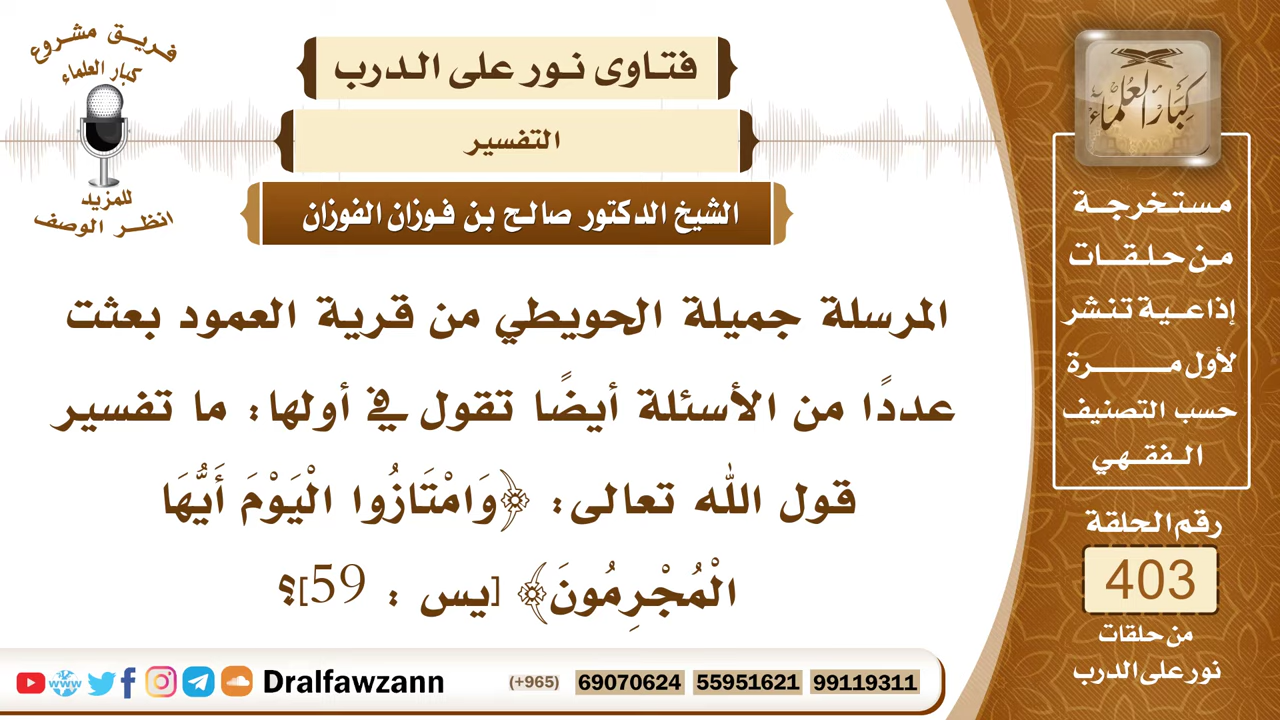 فريق مشروع
كبار العلماء
للمزيد
انظر الوصف
فتاوى نور على الدرب
التفسير
الشيخ الدكتور صالح بن فوزان الفوزان
المرسلة جميلة الحويطي من قرية العمود بعثت
عددًا من الأسئلة أيضًا تقول في أولها: ما تفسير
قول الله تعالى: ﴿وَامْتَازُوا الْيَوْمَ أَيُّهَا
الْمُجْرِمُونَ﴾ [يس : 59]؟
كبار العلماء
مستخرجة
من حلقات
إذاعية تنشر
لأول مرة
حسب التصنيف
الفقهي
رقم الحلقة
403
من حلقات
نور على الدرب
www Dralfawzann (+965) 69070624 55951621 99119311